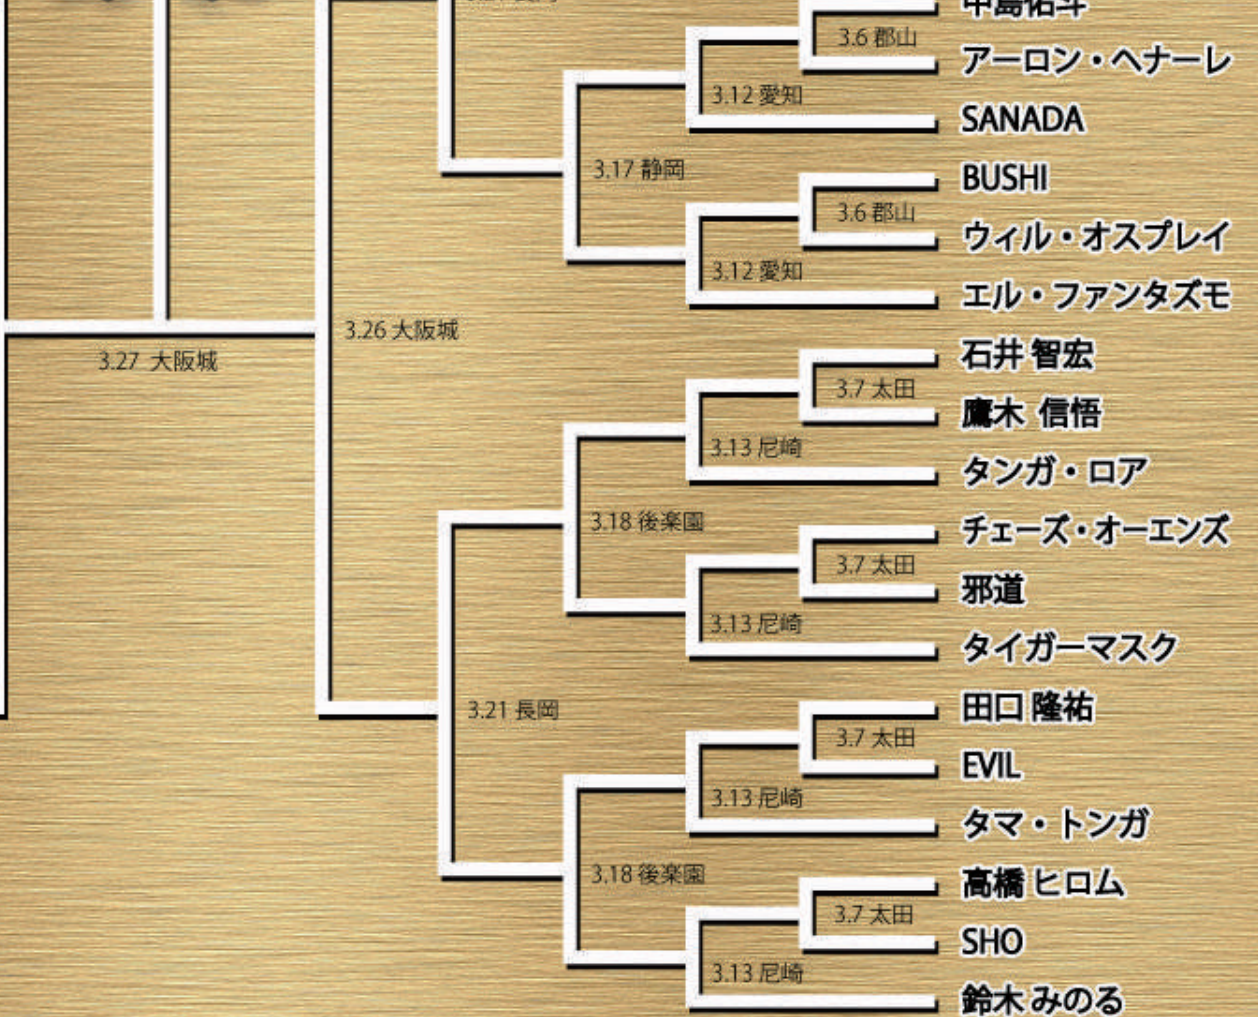 中島佑斗
3.6 郡山
アーロン・ヘナーレ
3.12 愛知
SANADA
3.17 静岡
BUSHI
3.6 郡山
ウィル・オスプレイ
3.12 愛知
エル・ファンタズモ
3.26 大阪城
3.27 大阪城
石井 智宏
3.7 太田
鷹木 信悟
3.13 尼崎
タンガ・ロア
3.18 後楽園
チェーズ・オーエンズ
3.7 太田
邪道
3.13 尼崎
タイガーマスク
3.21 長岡
田口 隆祐
3.7 太田
EVIL
3.13 尼崎
タマ・トンガ
3.18 後楽園
高橋 ヒロム
3.7 太田
SHO
3.13 尼崎
鈴木 みのる